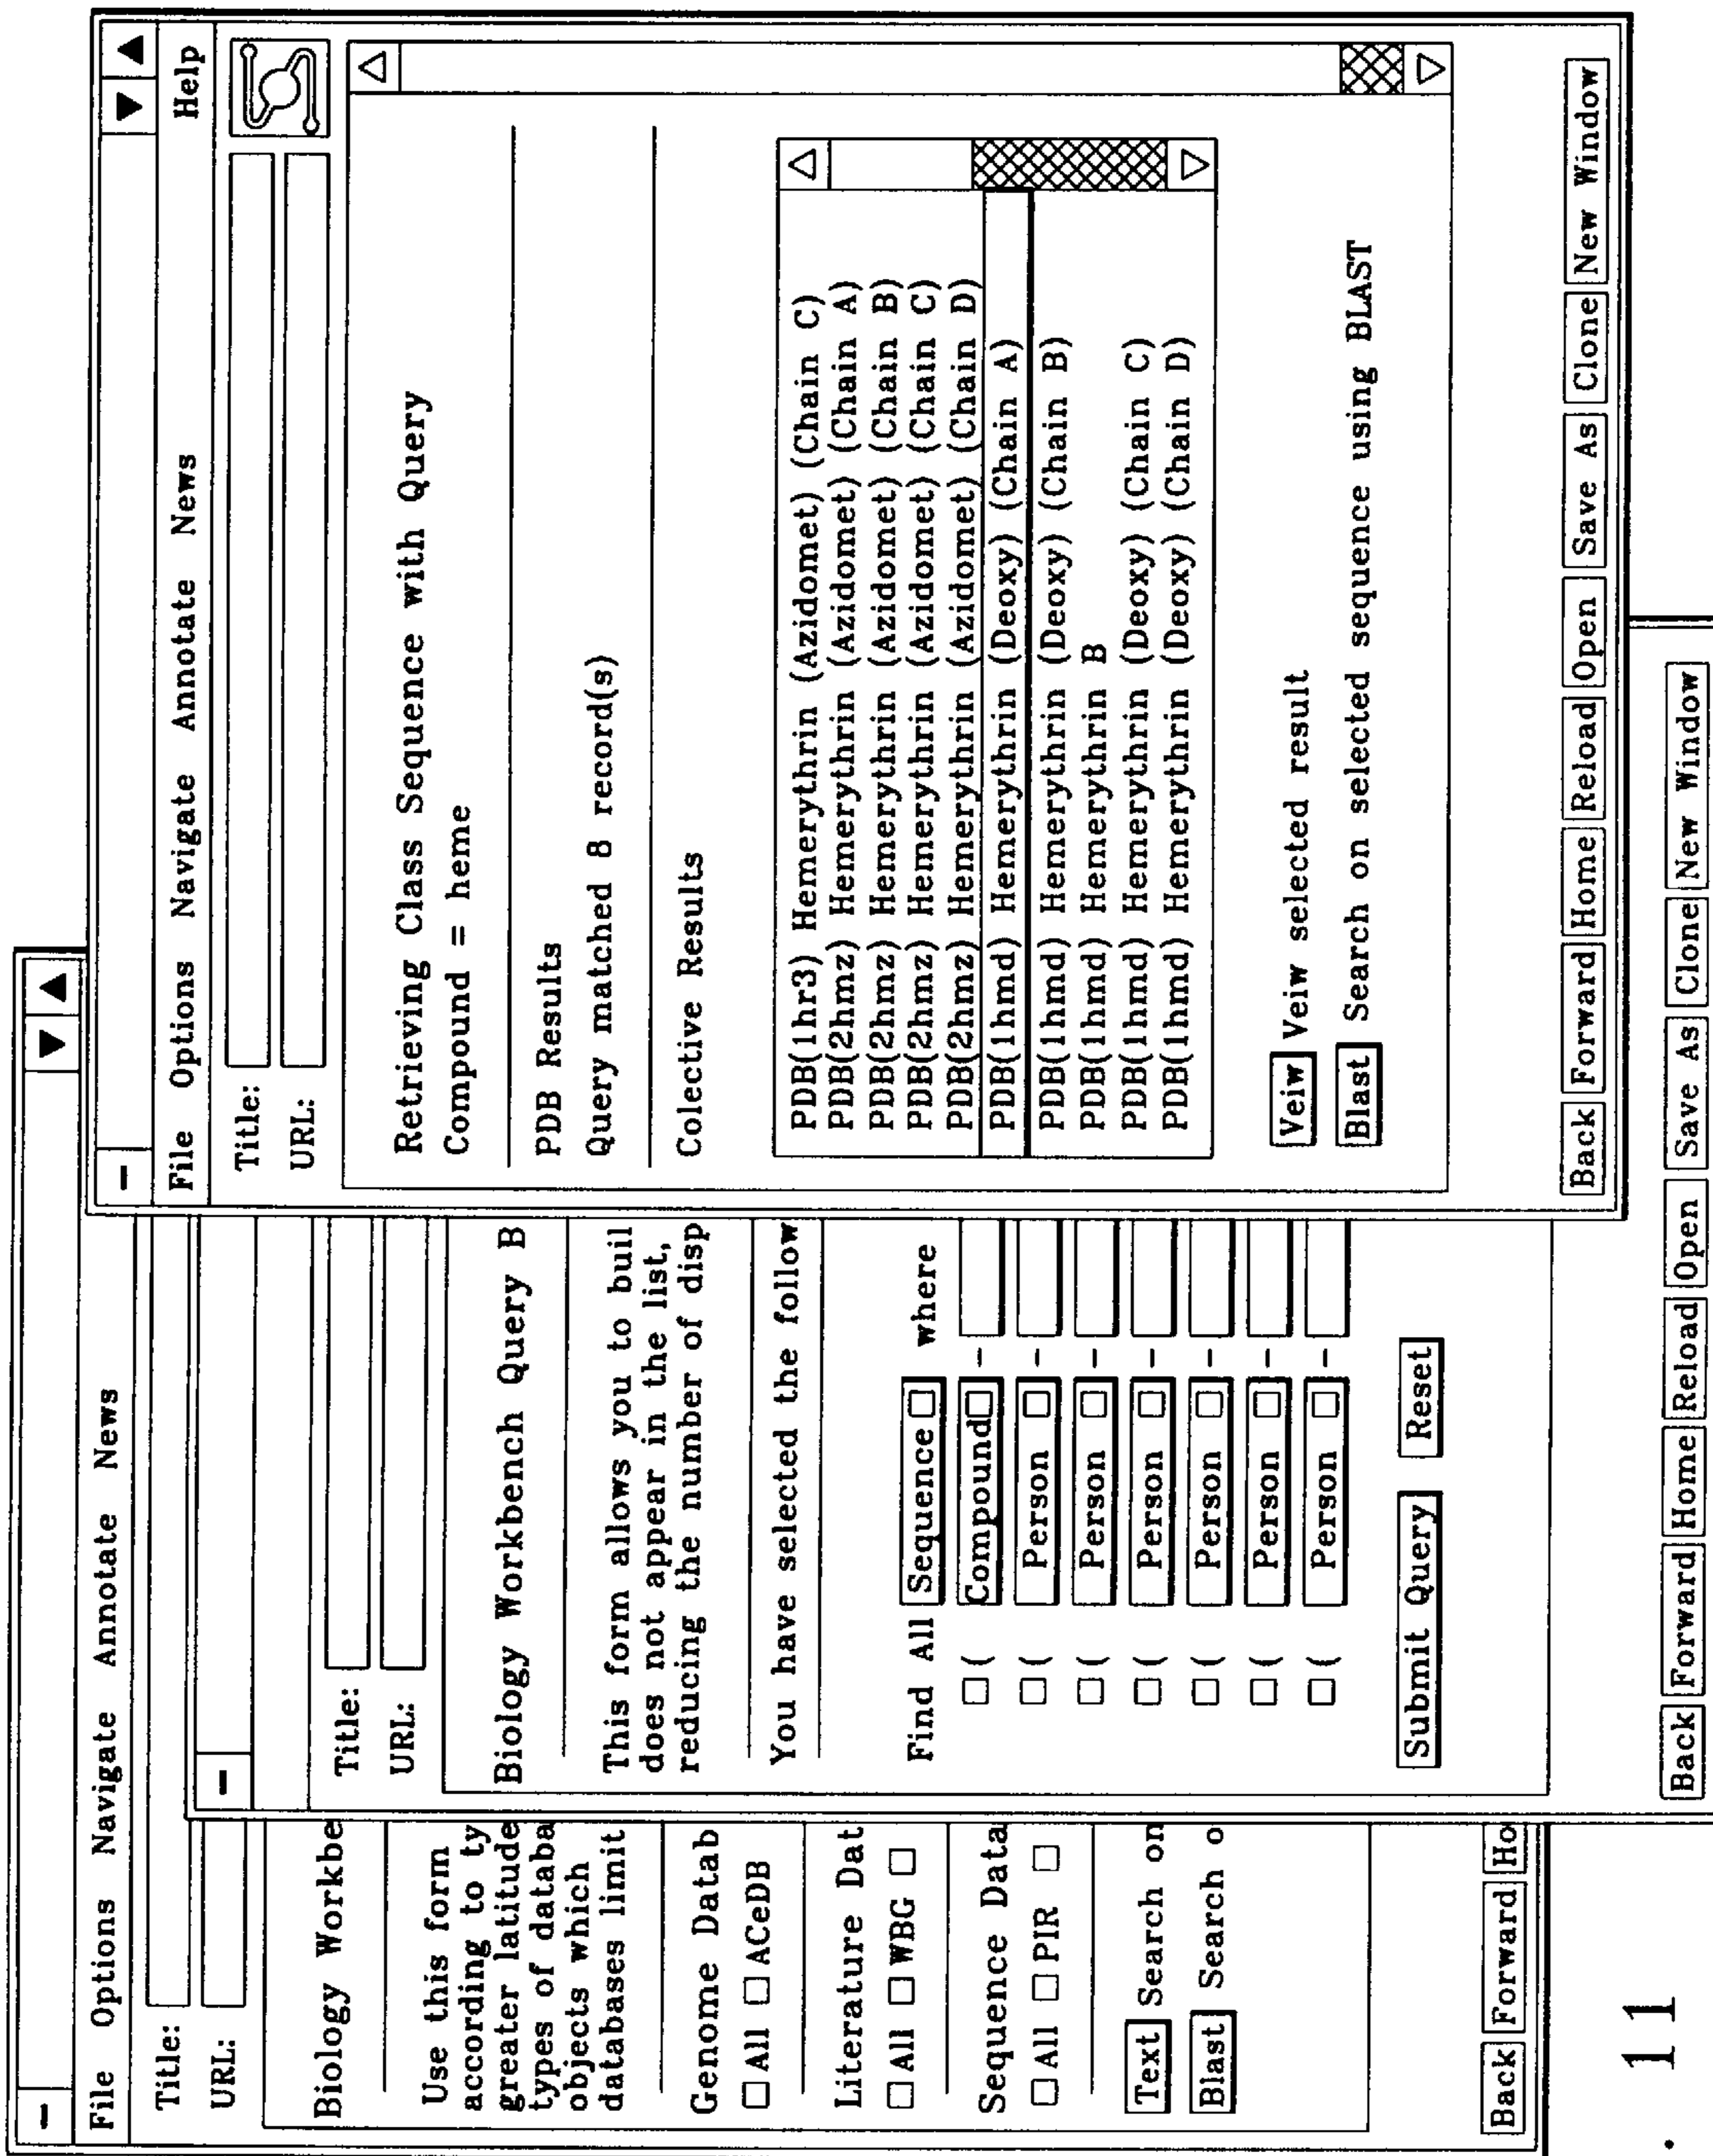 File Options Navigate Annotate News
Title:
URL:
Biology Workbe
Use this form
according to ty
greater latitude
types of databa
objects which
databases limit
Genome Datab
All ACeDB
Literature Dat
All WBG
Sequence Data
All PIR
Text Search on
Blast Search o
Back Forward Ho
Title:
URL:
Biology Workbench Query B
This form allows you to buil
does not appear in the list,
reducing the number of disp
You have selected the follow
Find All Sequence where
( Compound -
( Person -
( Person -
( Person -
( Person -
( Person -
( Person -
Submit Query Reset
Back Forward Home Reload Open Save As Clone New Window
File Options Navigate Annotate News Help
Title:
URL:
Retrieving Class Sequence with Query
Compound = heme
PDB Results
Query matched 8 record(s)
Colective Results
PDB(1hr3) Hemerythrin (Azidomet) (Chain C)
PDB(2hmz) Hemerythrin (Azidomet) (Chain A)
PDB(2hmz) Hemerythrin (Azidomet) (Chain B)
PDB(2hmz) Hemerythrin (Azidomet) (Chain C)
PDB(2hmz) Hemerythrin (Azidomet) (Chain D)
PDB(1hmd) Hemerythrin (Deoxy) (Chain A)
PDB(1hmd) Hemerythrin (Deoxy) (Chain B)
PDB(1hmd) Hemerythrin B
PDB(1hmd) Hemerythrin (Deoxy) (Chain C)
PDB(1hmd) Hemerythrin (Deoxy) (Chain D)
Veiw Veiw selected result
Blast Search on selected sequence using BLAST
Back Forward Home Reload Open Save As Clone New Window
. 11